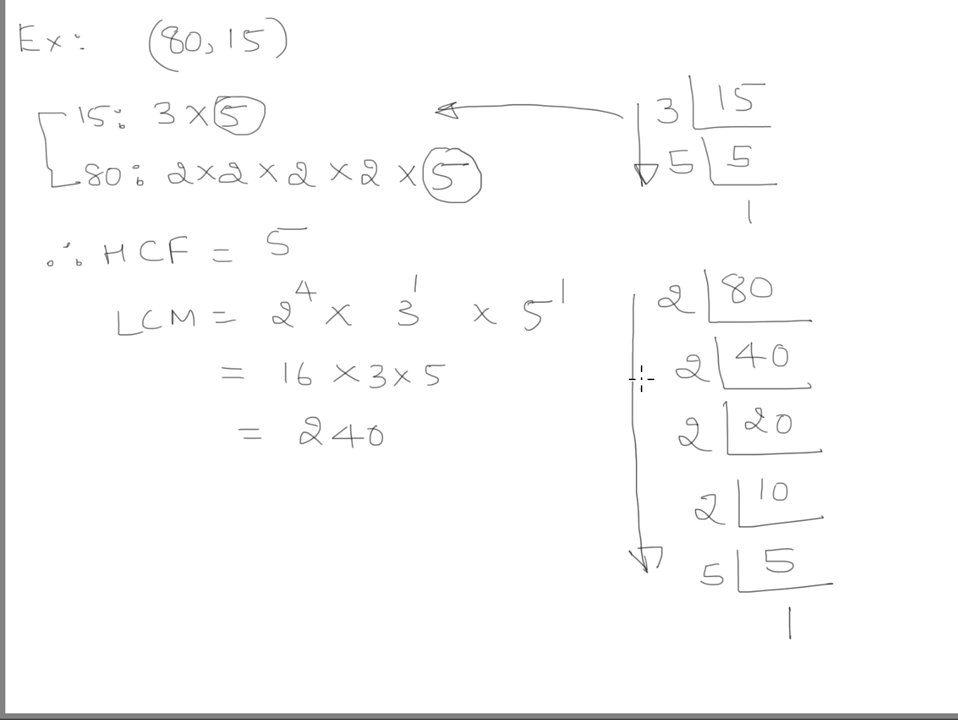 Ex: (80, 15)
15: 3 × 5
80: 2 × 2 × 2 × 2 × 5
∴ HCF = 5
LCM = 2⁴ × 3¹ × 5¹
= 16 × 3 × 5
= 240
3 | 15
5 | 5
1
2 | 80
2 | 40
2 | 20
2 | 10
5 | 5
1